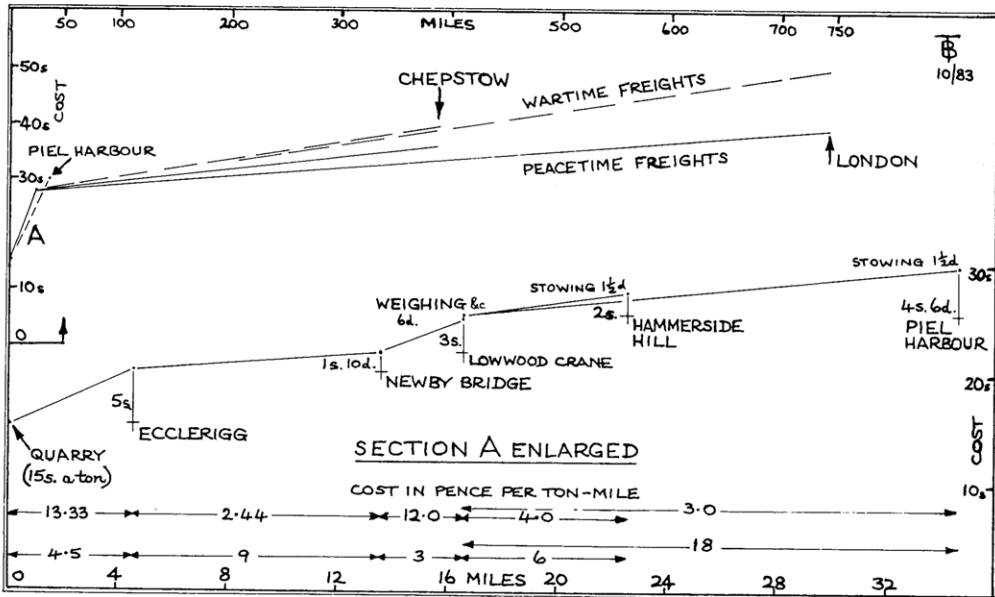 50 100 200 300 MILES 500 600 700 750
TB
10/83
50s
COST
40s
30s
10s
0
CHEPSTOW
WARTIME FREIGHTS
PIEL HARBOUR
PEACETIME FREIGHTS
LONDON
A
STOWING 1½d
STOWING 1½d
30s
WEIGHING &c
6d.
2s.
HAMMERSIDE
HILL
4s. 6d.
PIEL
HARBOUR
3s.
LOWWOOD CRANE
1s. 10d.
NEWBY BRIDGE
20s
5s
ECCLERIGG
QUARRY
(15s. a ton)
SECTION A ENLARGED
COST
10s
COST IN PENCE PER TON-MILE
13·33 2·44 12·0 4·0 3·0
4·5 9 3 6 18
0 4 8 12 16 MILES 20 24 28 32